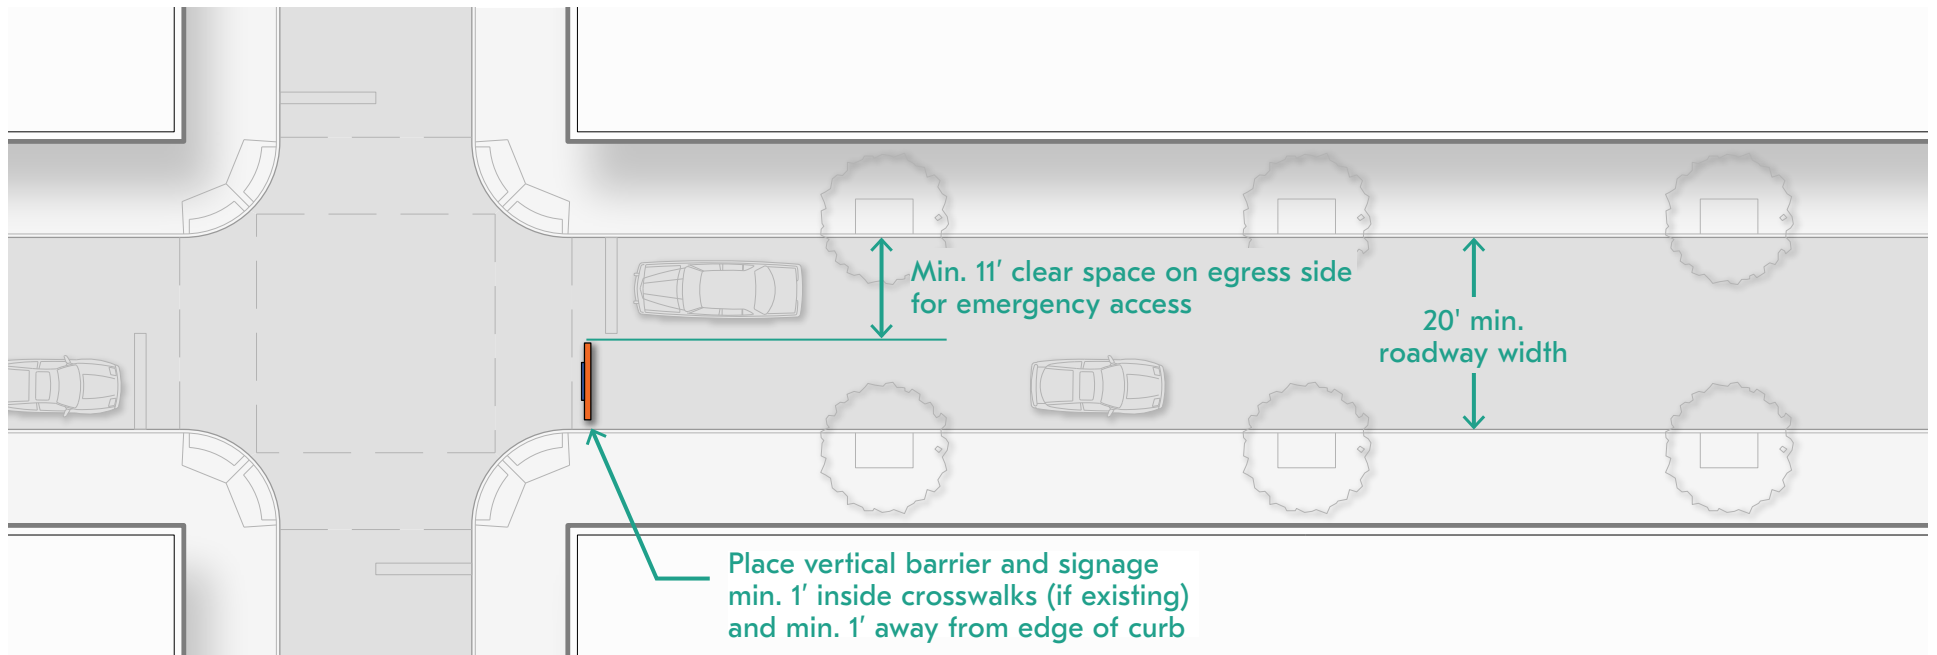 Min. 11′ clear space on egress side
for emergency access
20' min.
roadway width
Place vertical barrier and signage
min. 1′ inside crosswalks (if existing)
and min. 1′ away from edge of curb